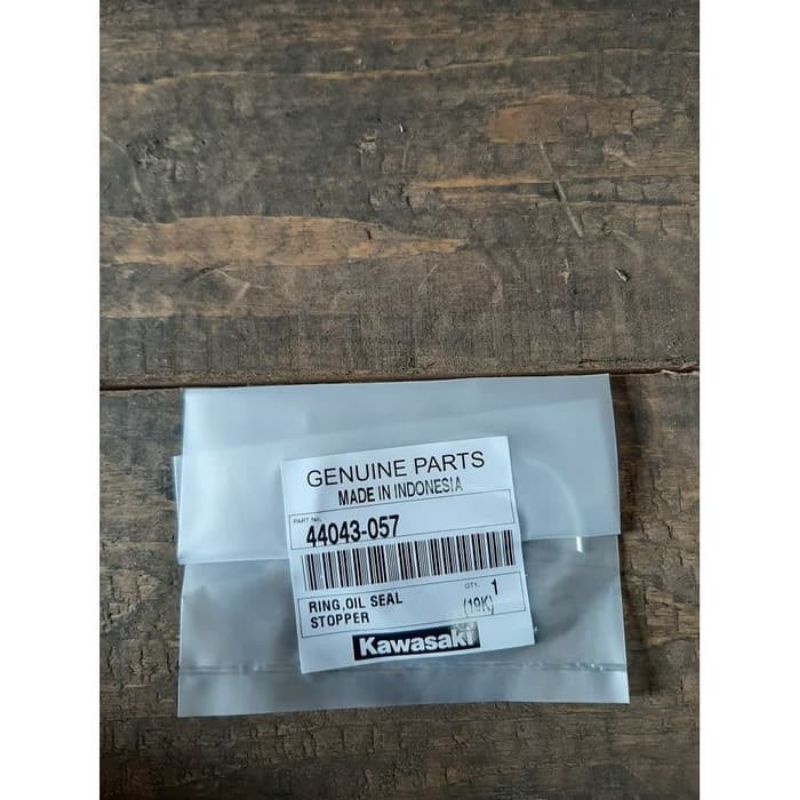 GENUINE PARTS
MADE IN INDONESIA
PART No.
44043-057
RING,OIL SEAL
STOPPER
QTY. 1
(19K)
Kawasaki